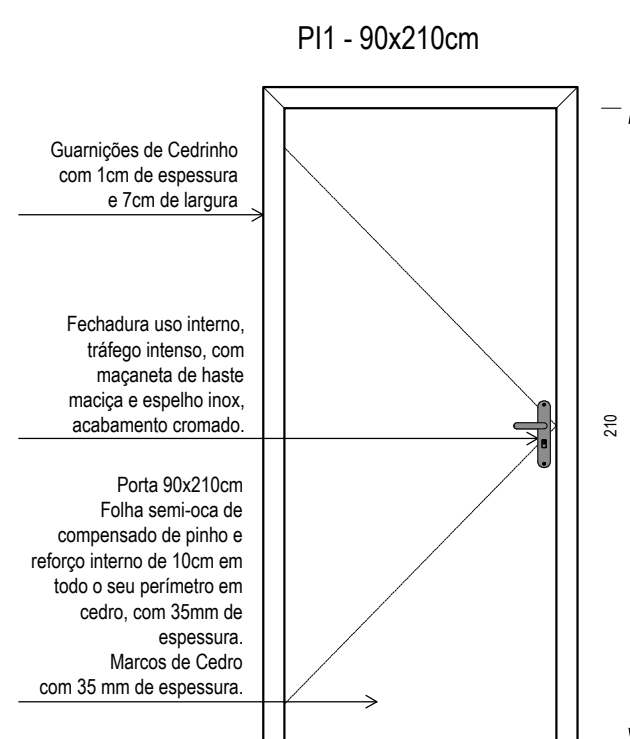 PI1 - 90x210cm
Guarnições de Cedrinho
com 1cm de espessura
e 7cm de largura
Fechadura uso interno,
tráfego intenso, com
maçaneta de haste
maciça e espelho inox,
acabamento cromado.
210
Porta 90x210cm
Folha semi-oca de
compensado de pinho e
reforço interno de 10cm em
todo o seu perímetro em
cedro, com 35mm de
espessura.
Marcos de Cedro
com 35 mm de espessura.